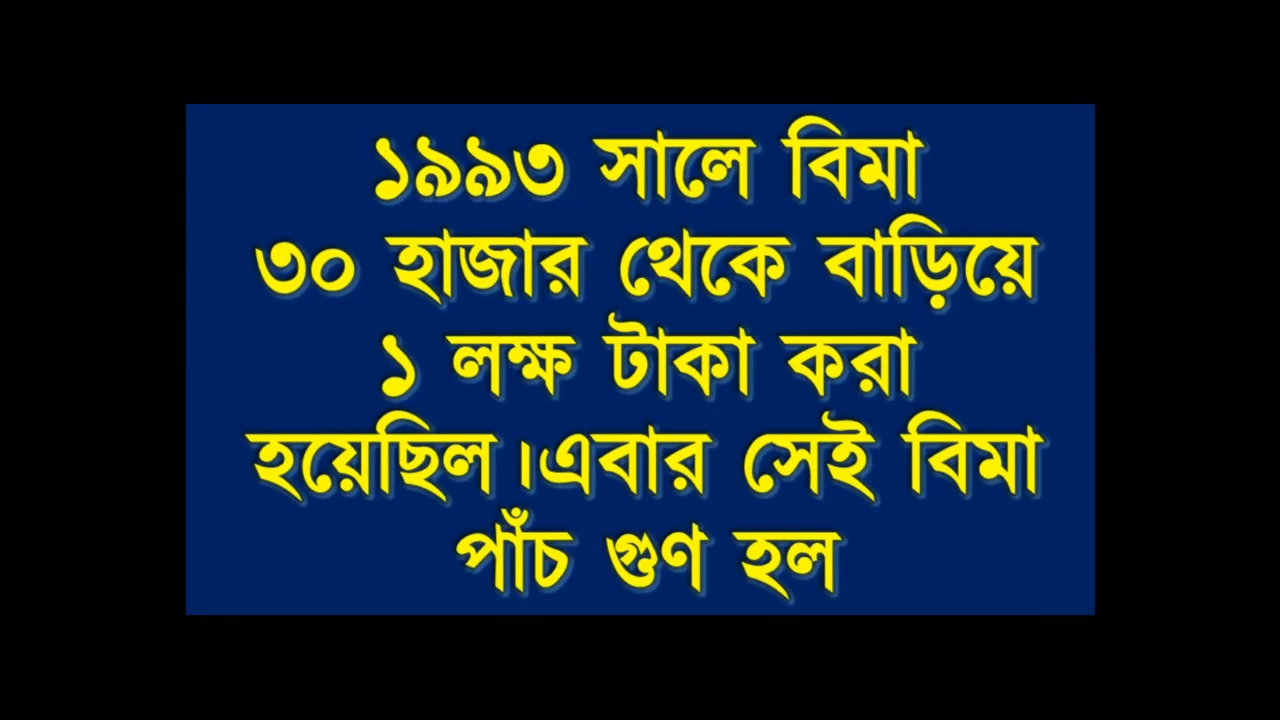 ১৯৯৩ সালে বিমা
৩০ হাজার থেকে বাড়িয়ে
১ লক্ষ টাকা করা
হয়েছিল।এবার সেই বিমা
পাঁচ গুণ হল